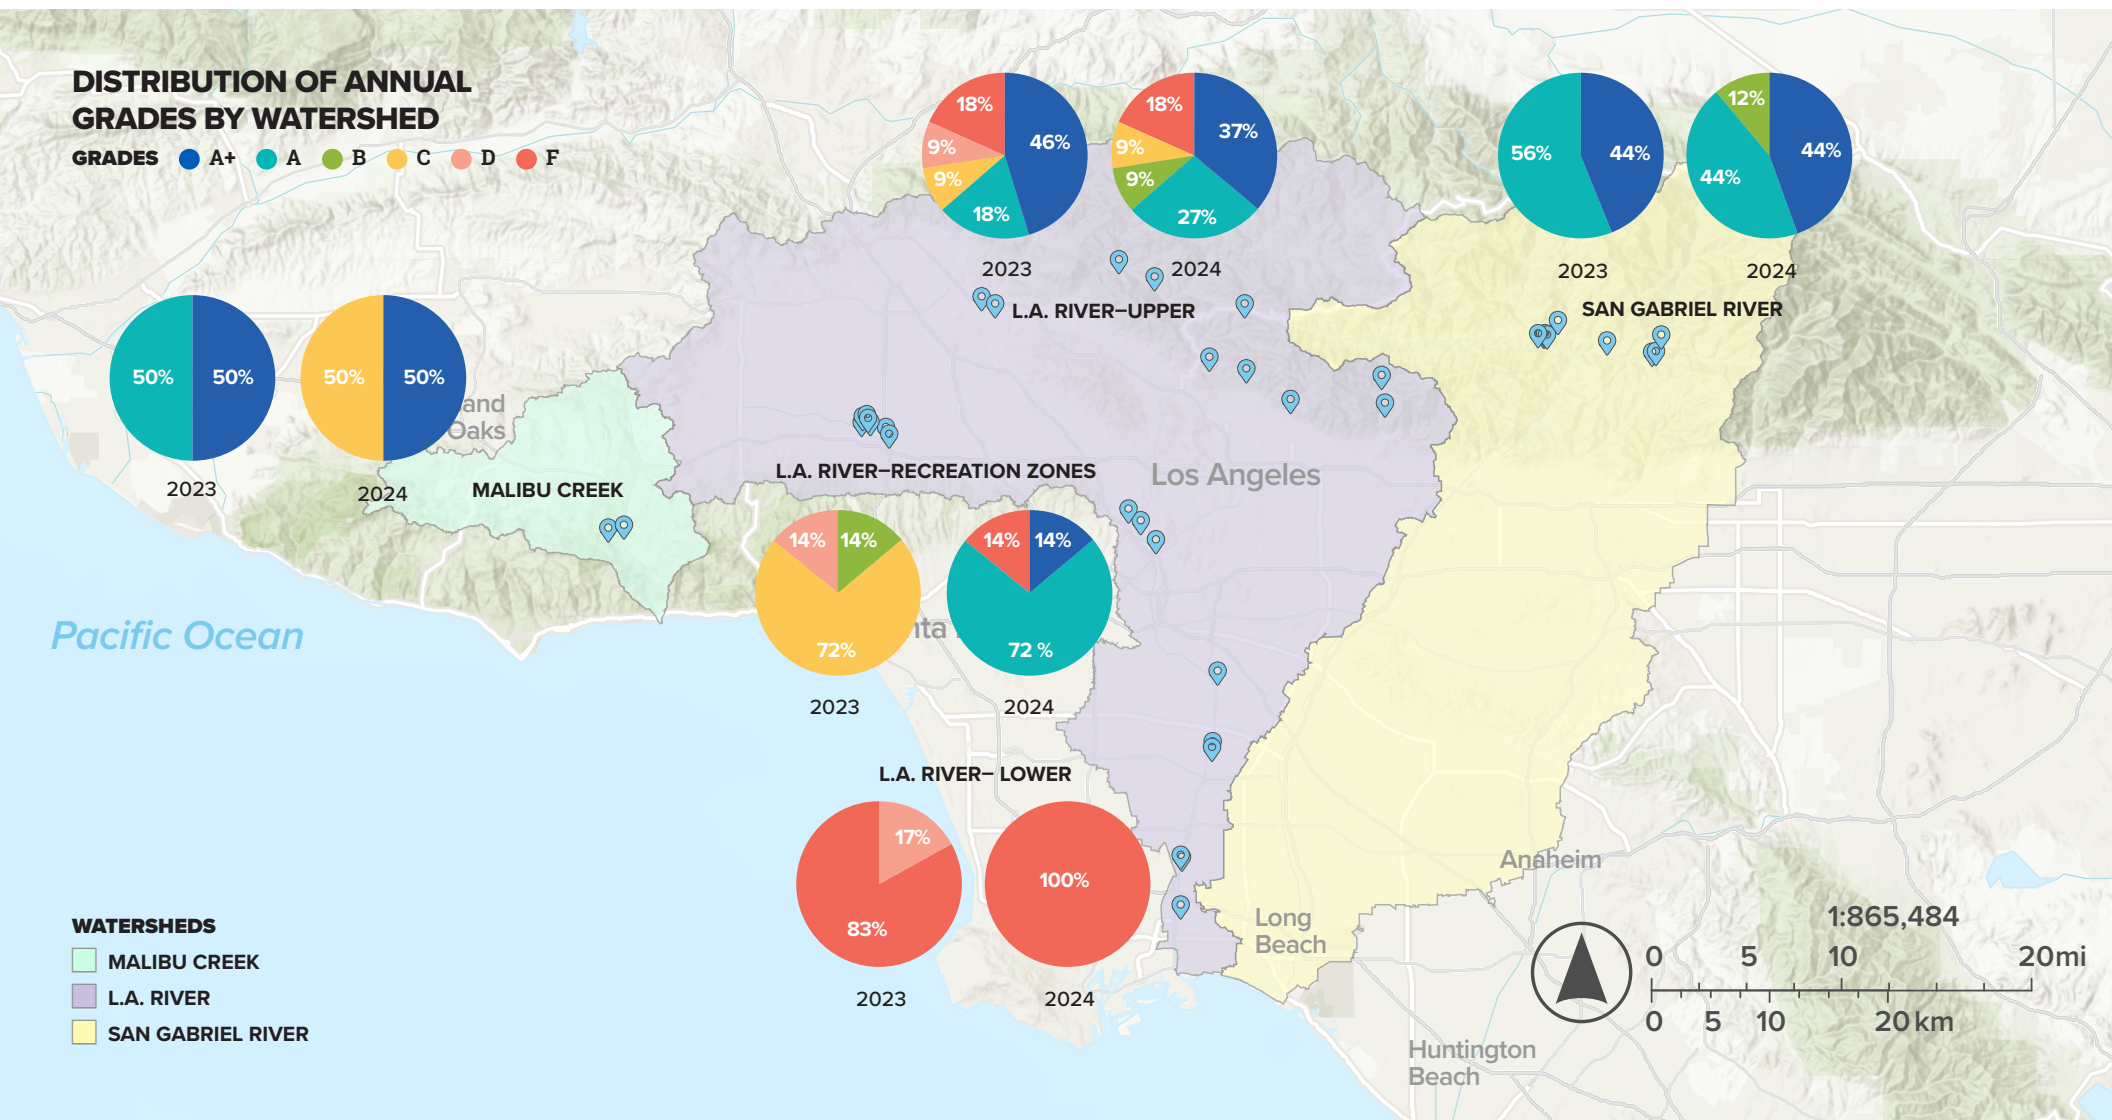 DISTRIBUTION OF ANNUAL
GRADES BY WATERSHED
GRADES A+ A B C D F
18% 46% 9% 9% 18%
2023
18% 37% 9% 9% 27%
2024
L.A. RIVER–UPPER
56% 44%
2023
12% 44% 44%
2024
SAN GABRIEL RIVER
50% 50%
2023
50% 50%
2024
MALIBU CREEK
and
Oaks
L.A. RIVER–RECREATION ZONES
14% 14% 72%
2023
14% 14% 72 %
2024
Los Angeles
Pacific Ocean
L.A. RIVER– LOWER
17% 83%
2023
100%
2024
Anaheim
Long
Beach
Huntington
Beach
WATERSHEDS
MALIBU CREEK
L.A. RIVER
SAN GABRIEL RIVER
1:865,484
0 5 10 20 mi
0 5 10 20 km